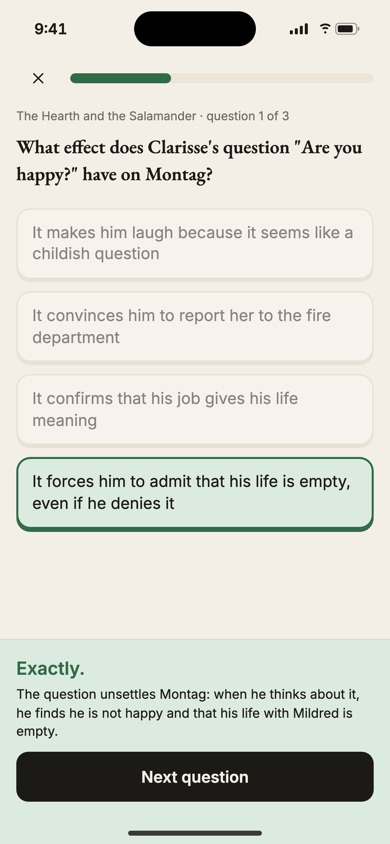 9:41
The Hearth and the Salamander · question 1 of 3
What effect does Clarisse's question "Are you
happy?" have on Montag?
It makes him laugh because it seems like a
childish question
It convinces him to report her to the fire
department
It confirms that his job gives his life
meaning
It forces him to admit that his life is empty,
even if he denies it
Exactly.
The question unsettles Montag: when he thinks about it,
he finds he is not happy and that his life with Mildred is
empty.
Next question